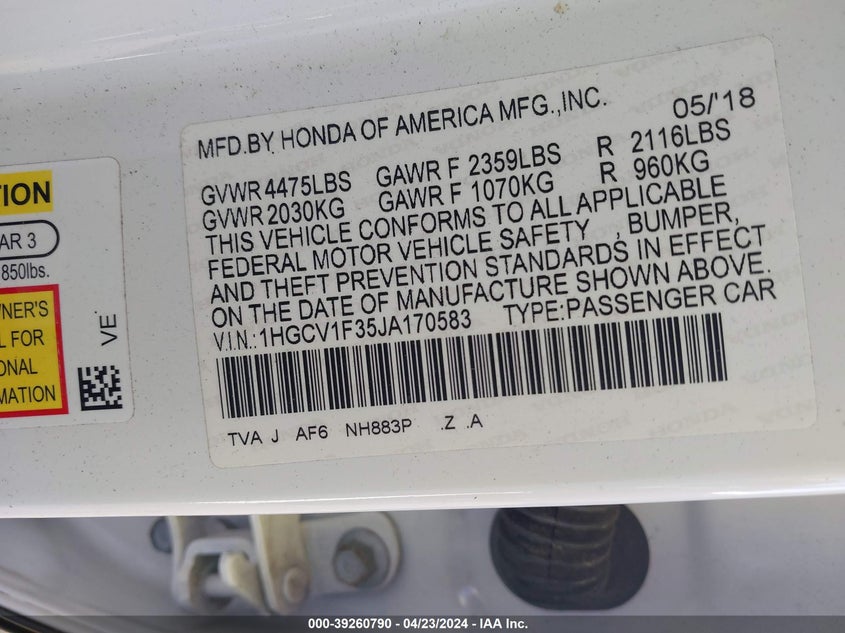 MFD.BY HONDA OF AMERICA MFG.,INC. 05/'18
GVWR 4475LBS GAWR F 2359LBS R 2116LBS
GVWR 2030KG GAWR F 1070KG R 960KG
THIS VEHICLE CONFORMS TO ALL APPLICABLE
FEDERAL MOTOR VEHICLE SAFETY , BUMPER,
AND THEFT PREVENTION STANDARDS IN EFFECT
ON THE DATE OF MANUFACTURE SHOWN ABOVE.
V.I.N.: 1HGCV1F35JA170583 TYPE:PASSENGER CAR
TVA J AF6 NH883P .Z .A
TION
AR 3
850lbs.
NER'S
L FOR
ONAL
MATION
VE
000-39260790 - 04/23/2024 - IAA Inc.